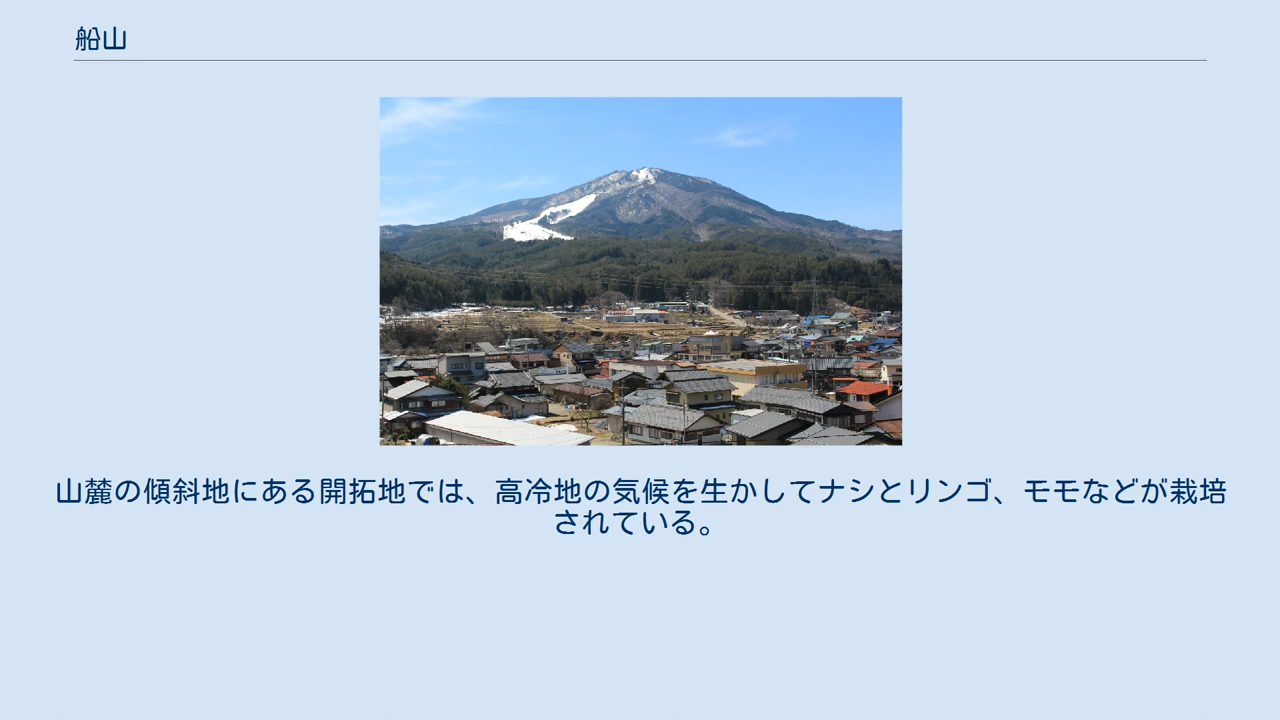 船山
山麓の傾斜地にある開拓地では、高冷地の気候を生かしてナシとリンゴ、モモなどが栽培
されている。